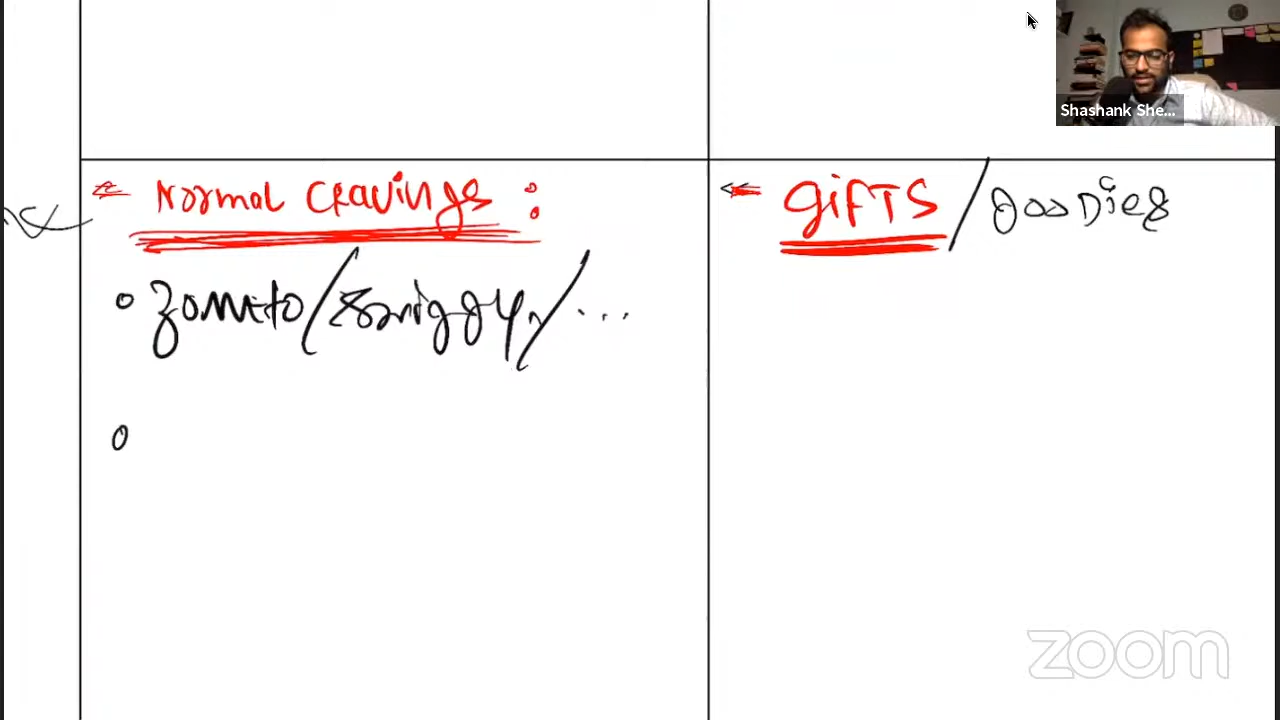 Shashank She...
Normal Cravings :
GIFTS / GooDies
o Zomato/Swiggy/...
o
zoom